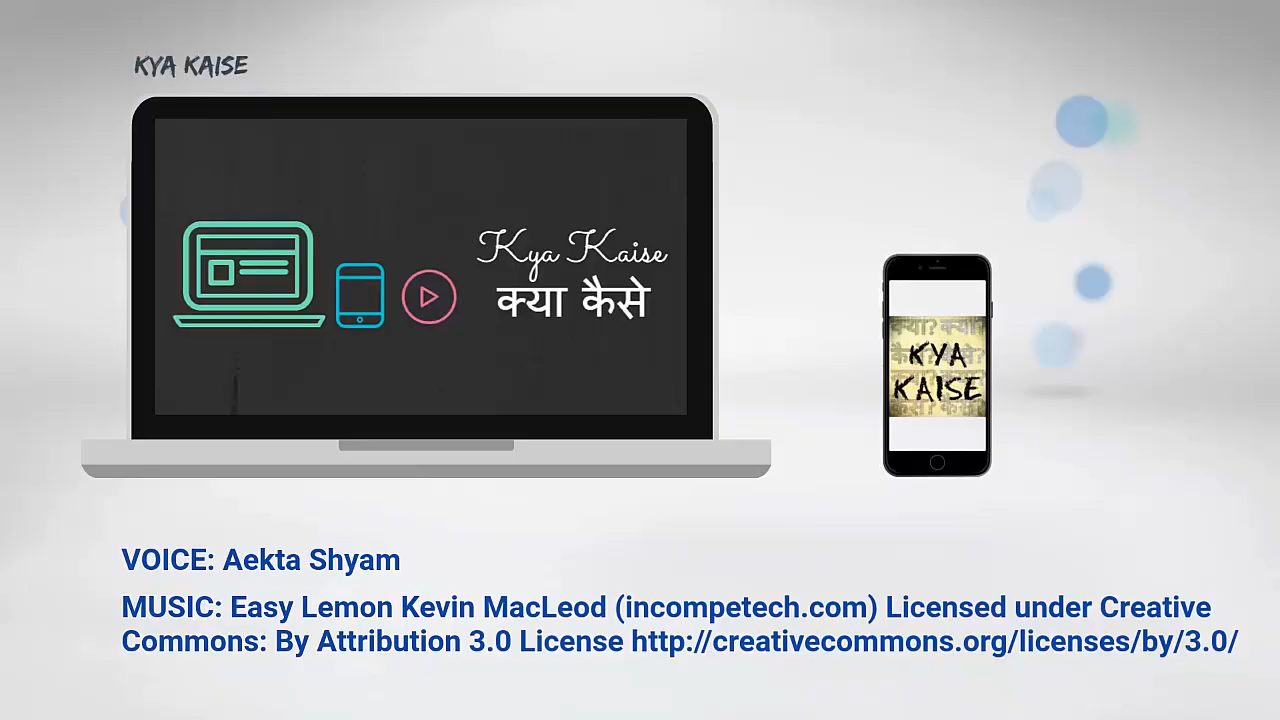 KYA KAISE
Kya Kaise
क्या कैसे
क्या? क्या?
कैसे? कैसे?
KYA
KAISE
कैसे? कैसे?
VOICE: Aekta Shyam
MUSIC: Easy Lemon Kevin MacLeod (incompetech.com) Licensed under Creative
Commons: By Attribution 3.0 License http://creativecommons.org/licenses/by/3.0/